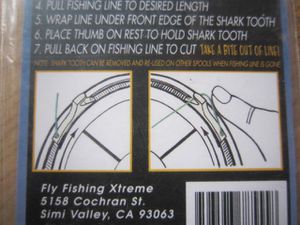 4. PULL FISHING LINE TO DESIRED LENGTH
5. WRAP LINE UNDER FRONT EDGE OF THE SHARK TOOTH
6. PLACE THUMB ON REST TO HOLD SHARK TOOTH
7. PULL BACK ON FISHING LINE TO CUT TAKE A BITE OUT OF LINE!
NOTE: SHARK TOOTH CAN BE REMOVED AND RE-USED ON OTHER SPOOLS WHEN FISHING LINE IS GONE
Fly Fishing Xtreme
5158 Cochran St.
Simi Valley, CA 93063